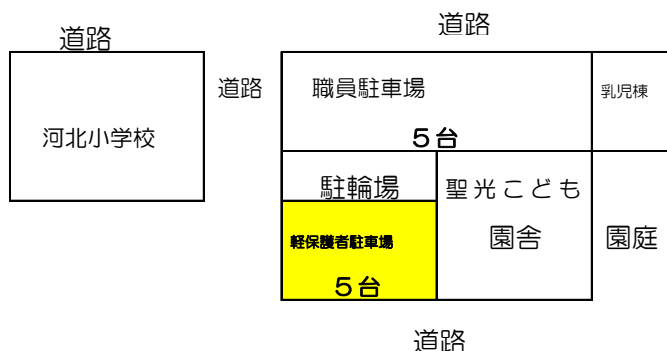 道路
道路
河北小学校
道路
職員駐車場
５台
乳児棟
駐輪場
軽保護者駐車場
５台
聖光こども
園舎
園庭
道路